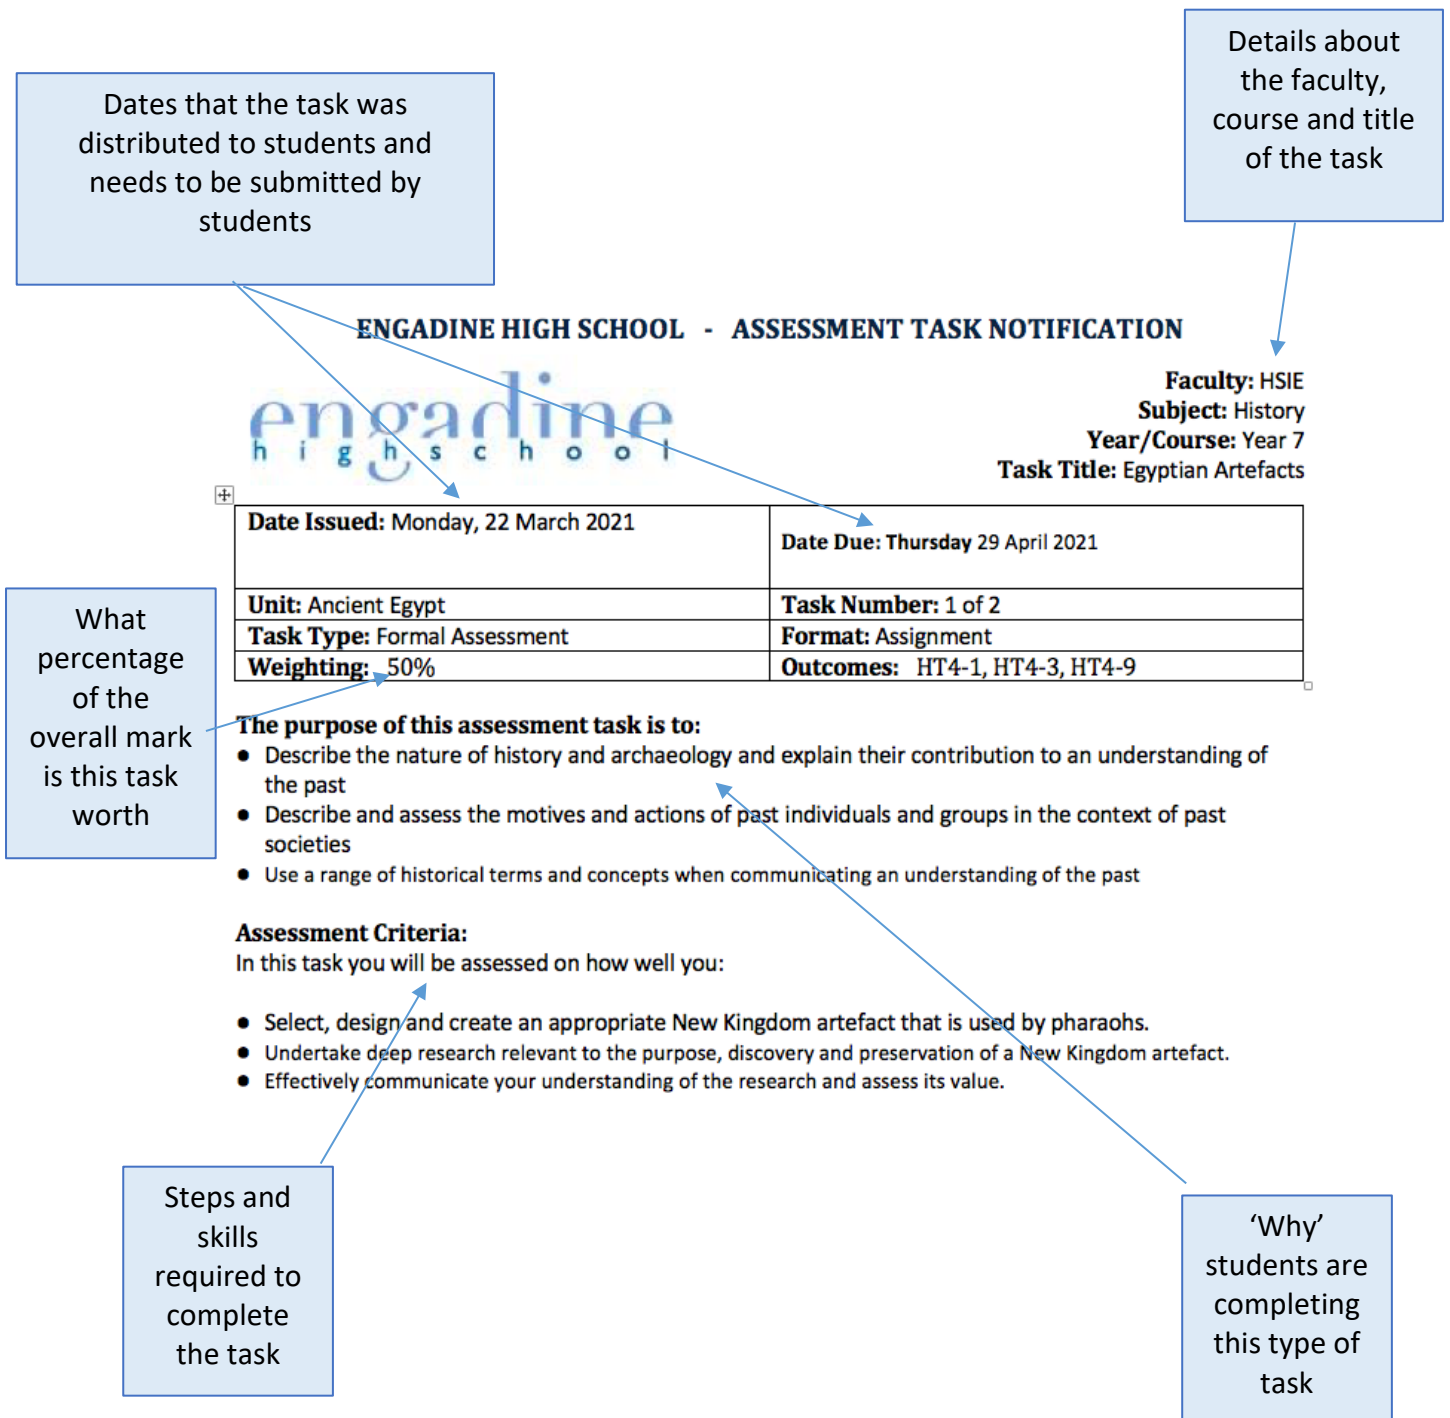 Details about
the faculty,
course and title
of the task
Dates that the task was
distributed to students and
needs to be submitted by
students
ENGADINE HIGH SCHOOL - ASSESSMENT TASK NOTIFICATION
engadine
highschool
Faculty: HSIE
Subject: History
Year/Course: Year 7
Task Title: Egyptian Artefacts
Date Issued: Monday, 22 March 2021
Date Due: Thursday 29 April 2021
Unit: Ancient Egypt
Task Number: 1 of 2
Task Type: Formal Assessment
Format: Assignment
Weighting: 50%
Outcomes: HT4-1, HT4-3, HT4-9
What
percentage
of the
overall mark
is this task
worth
The purpose of this assessment task is to:
● Describe the nature of history and archaeology and explain their contribution to an understanding of
the past
● Describe and assess the motives and actions of past individuals and groups in the context of past
societies
● Use a range of historical terms and concepts when communicating an understanding of the past
Assessment Criteria:
In this task you will be assessed on how well you:
● Select, design and create an appropriate New Kingdom artefact that is used by pharaohs.
● Undertake deep research relevant to the purpose, discovery and preservation of a New Kingdom artefact.
● Effectively communicate your understanding of the research and assess its value.
Steps and
skills
required to
complete
the task
‘Why’
students are
completing
this type of
task